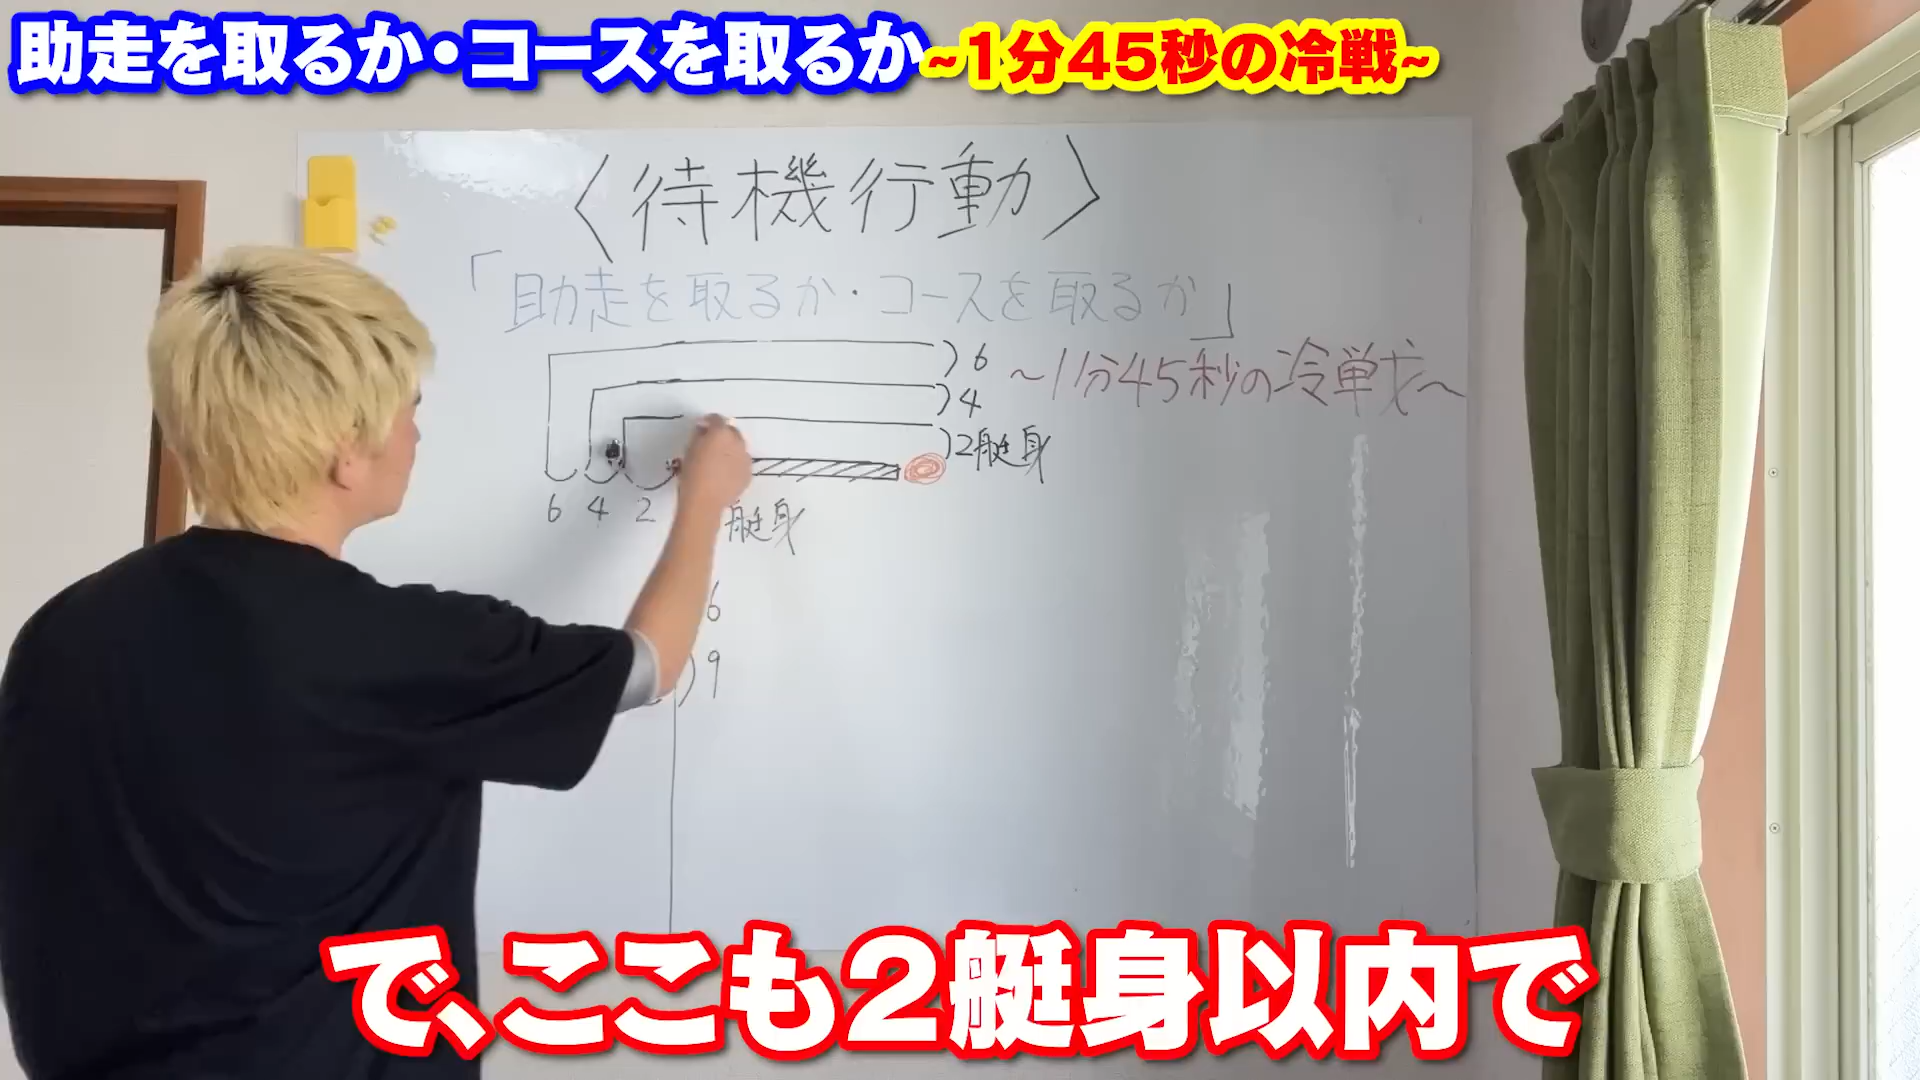 助走を取るか・コースを取るか~1分45秒の冷戦~
〈待機行動〉
「助走を取るか・コースを取るか」
~1分45秒の冷戦~
)6
)4
)2艇身
6 4 2 艇身
6
)9
で、ここも2艇身以内で